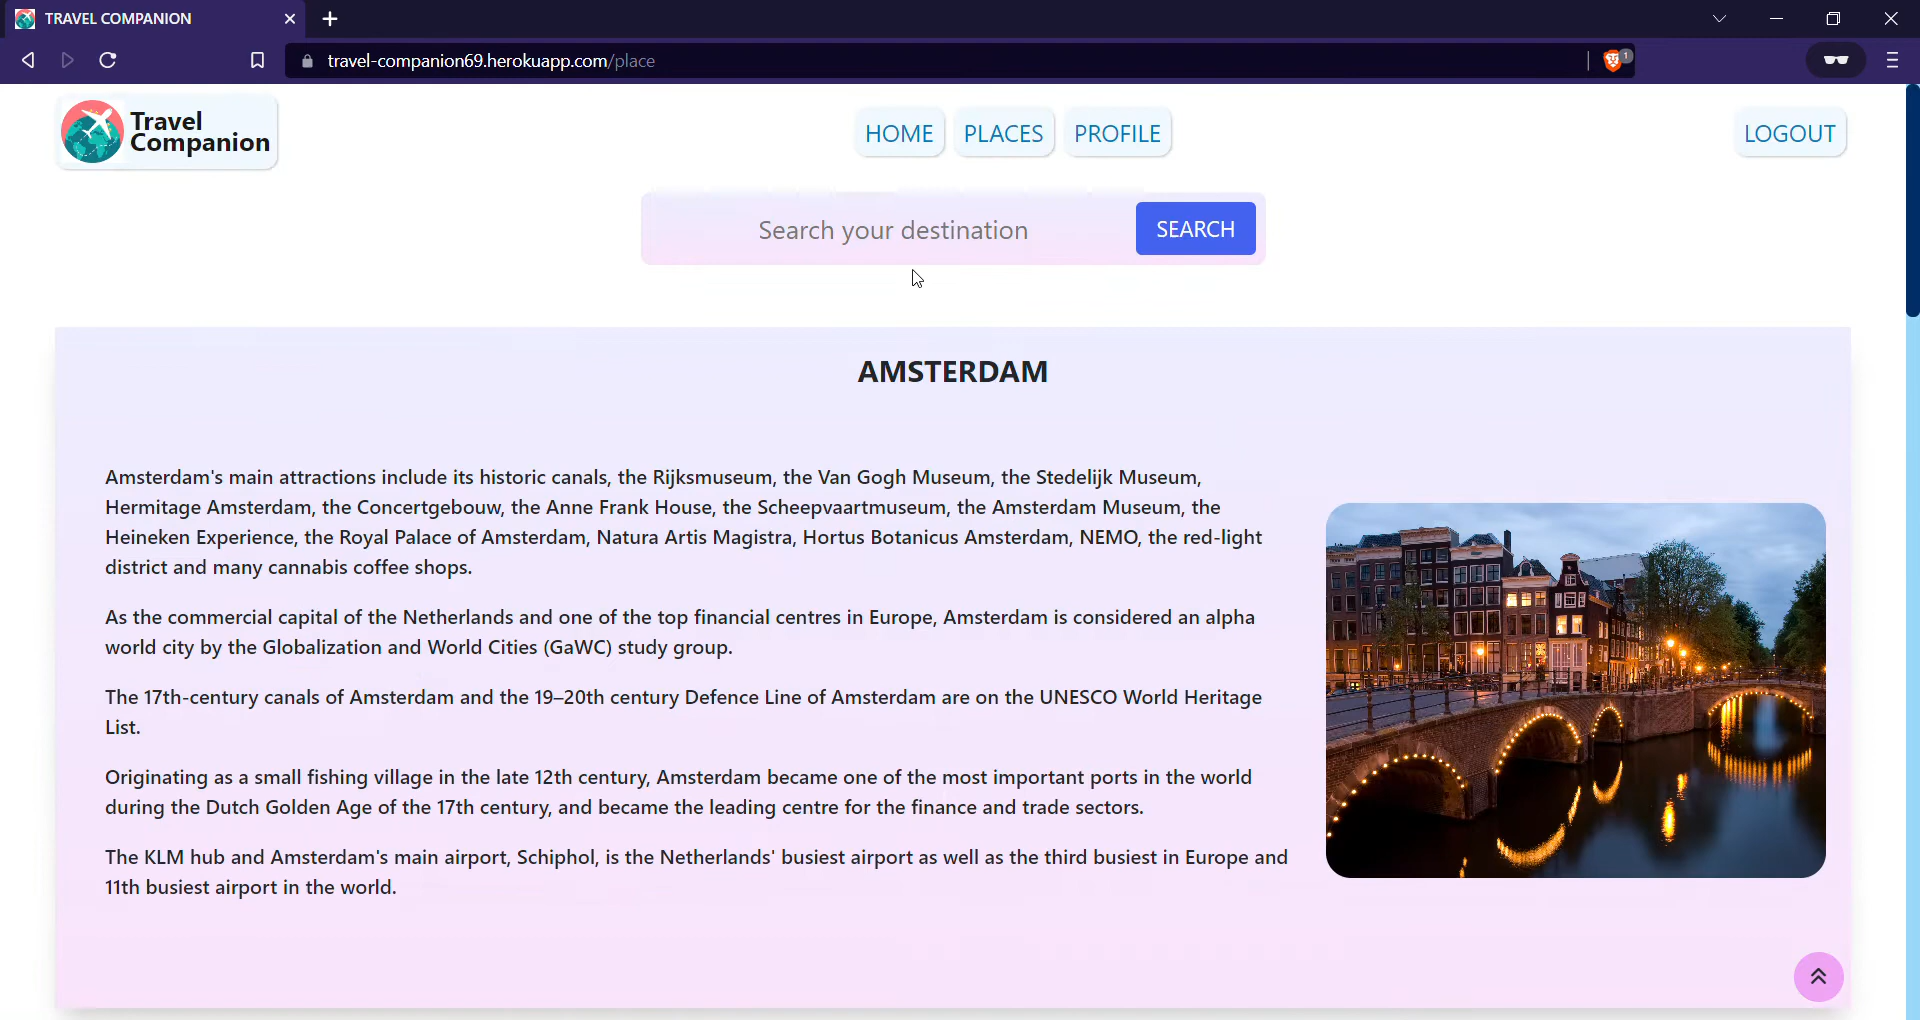 TRAVEL COMPANION
travel-companion69.herokuapp.com/place
1
Travel
Companion
HOME
PLACES
PROFILE
LOGOUT
Search your destination
SEARCH
AMSTERDAM
Amsterdam's main attractions include its historic canals, the Rijksmuseum, the Van Gogh Museum, the Stedelijk Museum,
Hermitage Amsterdam, the Concertgebouw, the Anne Frank House, the Scheepvaartmuseum, the Amsterdam Museum, the
Heineken Experience, the Royal Palace of Amsterdam, Natura Artis Magistra, Hortus Botanicus Amsterdam, NEMO, the red-light
district and many cannabis coffee shops.
As the commercial capital of the Netherlands and one of the top financial centres in Europe, Amsterdam is considered an alpha
world city by the Globalization and World Cities (GaWC) study group.
The 17th-century canals of Amsterdam and the 19–20th century Defence Line of Amsterdam are on the UNESCO World Heritage
List.
Originating as a small fishing village in the late 12th century, Amsterdam became one of the most important ports in the world
during the Dutch Golden Age of the 17th century, and became the leading centre for the finance and trade sectors.
The KLM hub and Amsterdam's main airport, Schiphol, is the Netherlands' busiest airport as well as the third busiest in Europe and
11th busiest airport in the world.